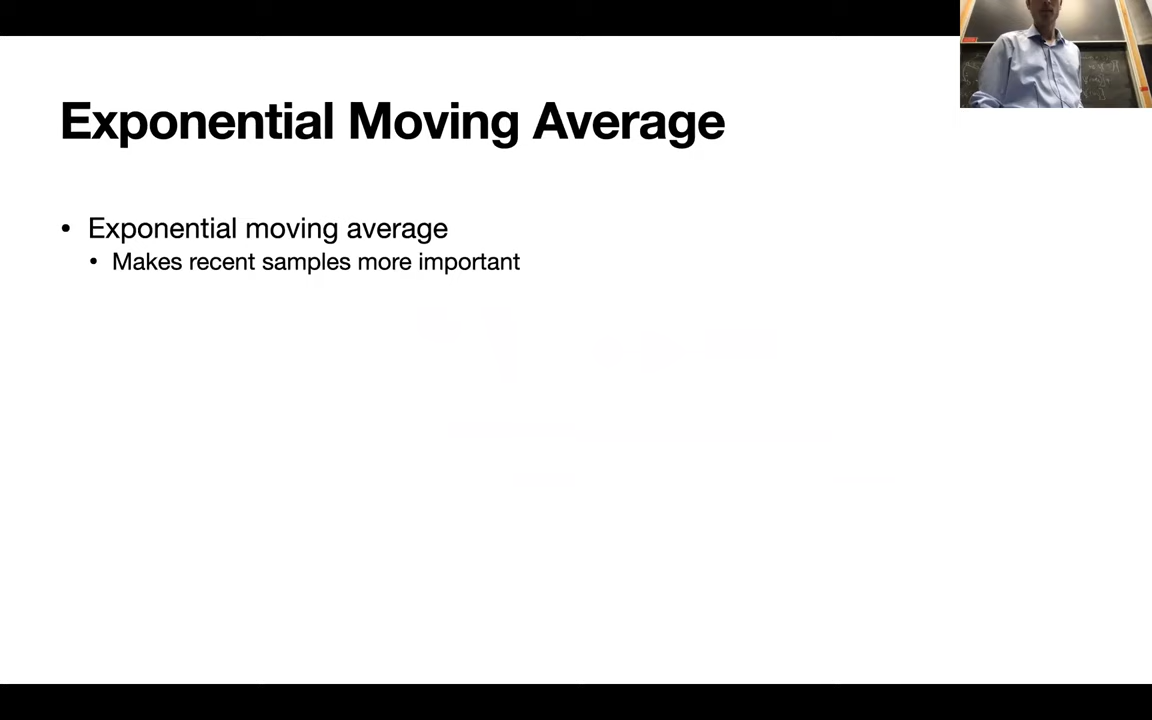 Exponential Moving Average
• Exponential moving average
• Makes recent samples more important